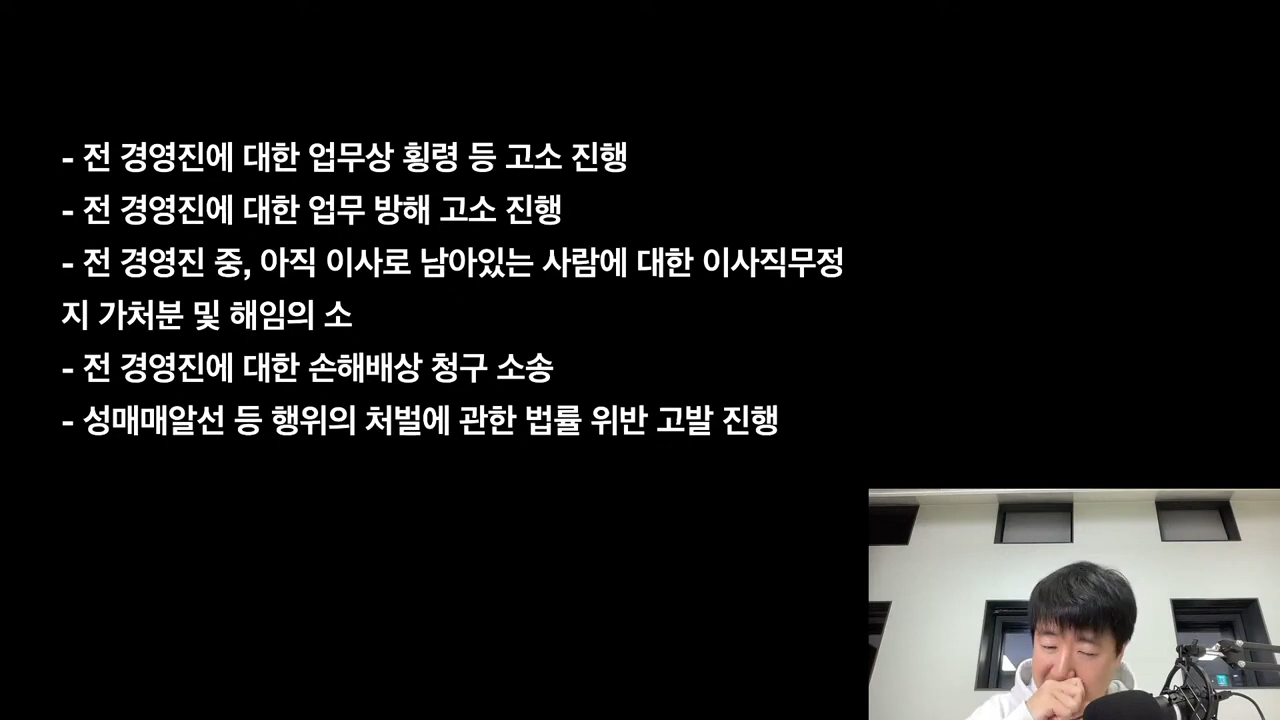 - 전 경영진에 대한 업무상 횡령 등 고소 진행
- 전 경영진에 대한 업무 방해 고소 진행
- 전 경영진 중, 아직 이사로 남아있는 사람에 대한 이사직무정
지 가처분 및 해임의 소
- 전 경영진에 대한 손해배상 청구 소송
- 성매매알선 등 행위의 처벌에 관한 법률 위반 고발 진행